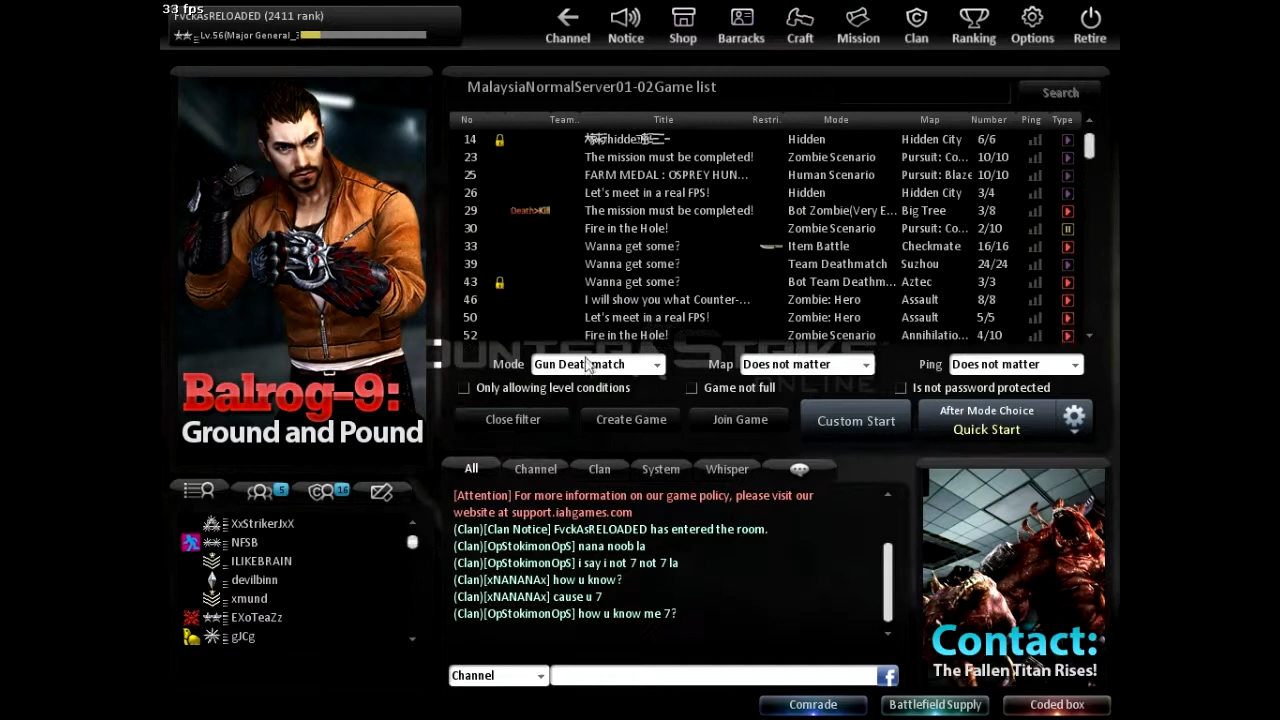 33 fps
FvckAsRELOADED (2411 rank)
Lv.56(Major General_3
Channel Notice Shop Barracks Craft Mission Clan Ranking Options Retire
MalaysiaNormalServer01-02Game list
Search
No Team.. Title Restri. Mode Map Number Ping Type
14 hidde Hidden Hidden City 6/6
23 The mission must be completed! Zombie Scenario Pursuit: Co... 10/10
25 FARM MEDAL : OSPREY HUN... Human Scenario Pursuit: Blaze 10/10
26 Let's meet in a real FPS! Hidden Hidden City 3/4
29 Death>Kill The mission must be completed! Bot Zombie(Very E... Big Tree 3/8
30 Fire in the Hole! Zombie Scenario Pursuit: Co... 2/10
33 Wanna get some? Item Battle Checkmate 16/16
39 Wanna get some? Team Deathmatch Suzhou 24/24
43 Wanna get some? Bot Team Deathm... Aztec 3/3
46 I will show you what Counter-... Zombie: Hero Assault 8/8
50 Let's meet in a real FPS! Zombie: Hero Assault 5/5
52 Fire in the Hole! Zombie Scenario Annihilatio... 4/10
Mode Gun Deathmatch Map Does not matter Ping Does not matter
Only allowing level conditions Game not full Is not password protected
Close filter Create Game Join Game Custom Start After Mode Choice
Quick Start
Balrog-9:
Ground and Pound
5 16
XxStrikerJxX
NFSB
ILIKEBRAIN
devilbinn
xmund
EXoTeaZz
gJCg
All Channel Clan System Whisper
[Attention] For more information on our game policy, please visit our
website at support.iahgames.com
(Clan)[Clan Notice] FvckAsRELOADED has entered the room.
(Clan)[OpStokimonOpS] nana noob la
(Clan)[OpStokimonOpS] i say i not 7 not 7 la
(Clan)[xNANANAx] how u know?
(Clan)[xNANANAx] cause u 7
(Clan)[OpStokimonOpS] how u know me 7?
Channel
f
Contact:
The Fallen Titan Rises!
Comrade Battlefield Supply Coded box